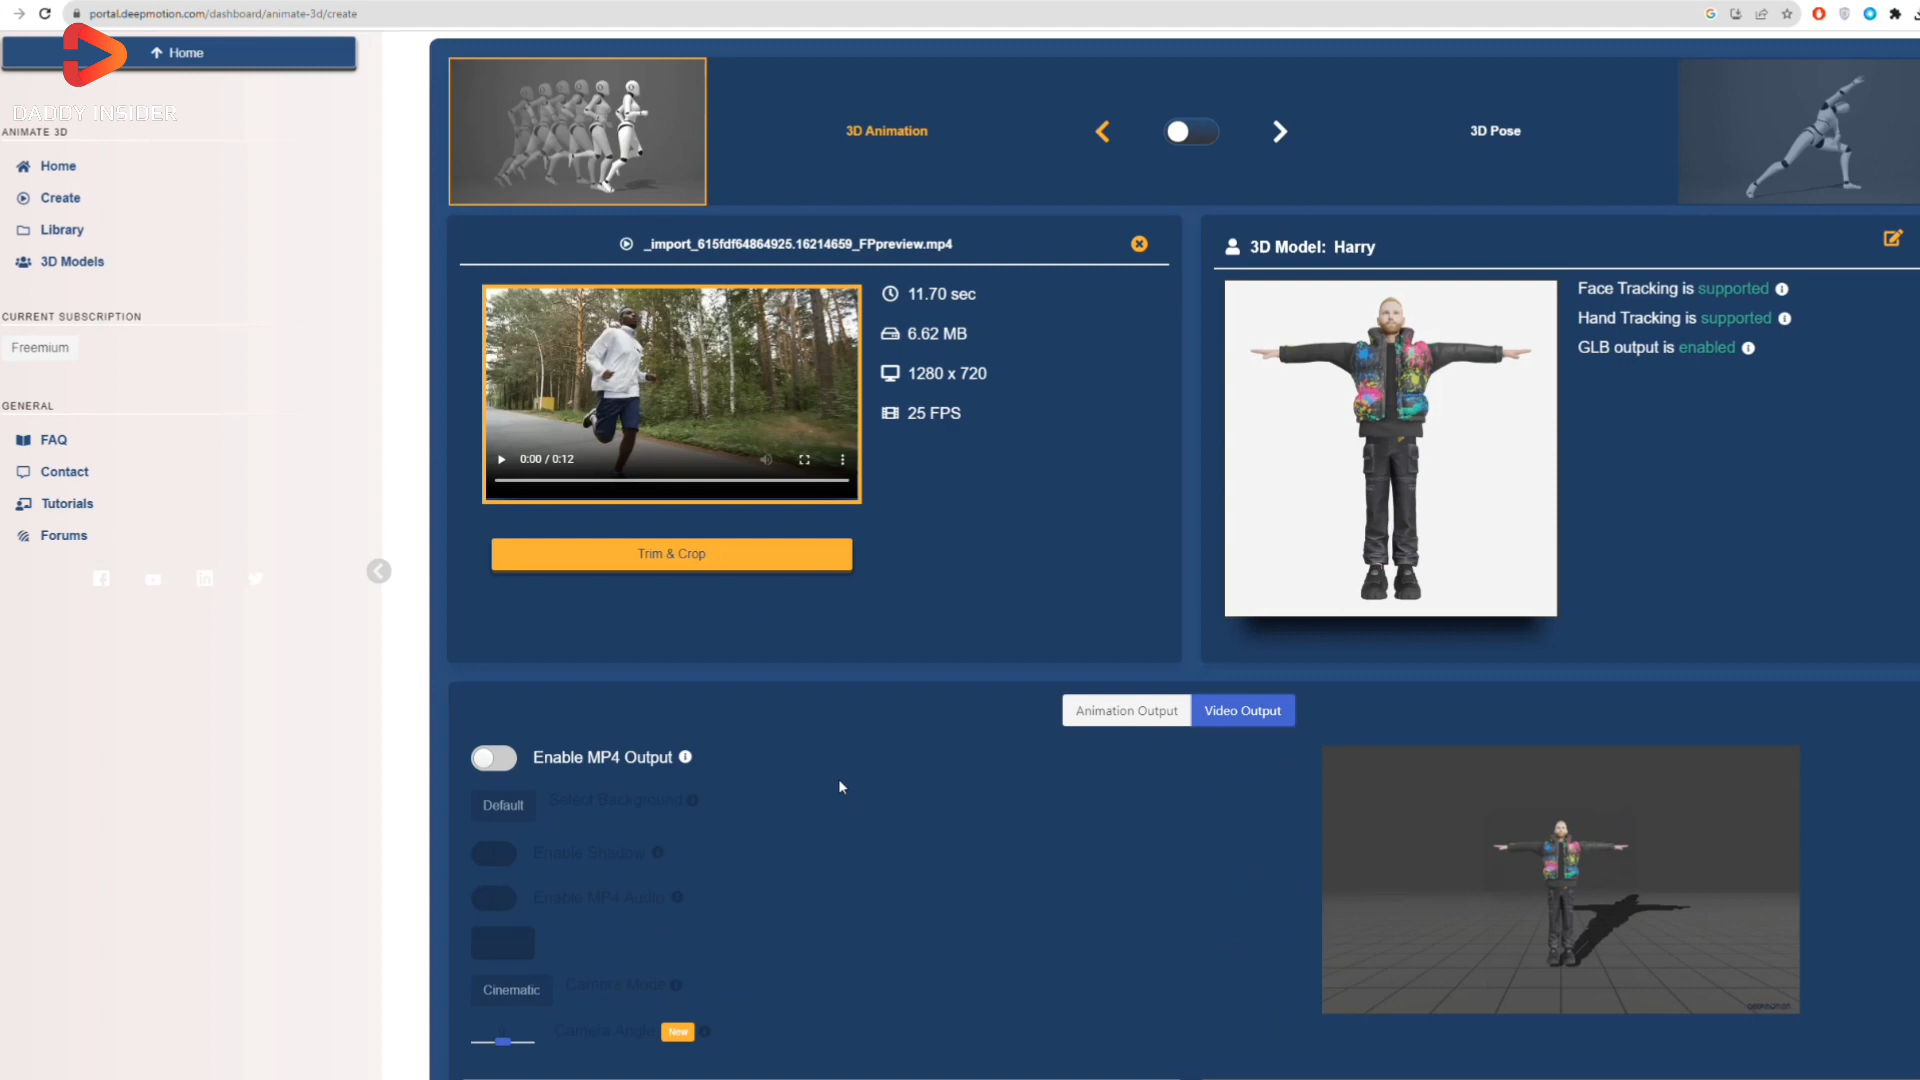 portal.deepmotion.com/dashboard/animate-3d/create
Home
DADDY INSIDER
ANIMATE 3D
Home
Create
Library
3D Models
CURRENT SUBSCRIPTION
Freemium
GENERAL
FAQ
Contact
Tutorials
Forums
3D Animation
3D Pose
_import_615fdf64864925.16214659_FPpreview.mp4
11.70 sec
6.62 MB
1280 x 720
25 FPS
0:00 / 0:12
Trim & Crop
3D Model: Harry
Face Tracking is supported
Hand Tracking is supported
GLB output is enabled
Animation Output
Video Output
Enable MP4 Output
Default
Select Background
Enable Shadow
Enable MP4 Audio
Cinematic
Camera Mode
Camera Angle
New